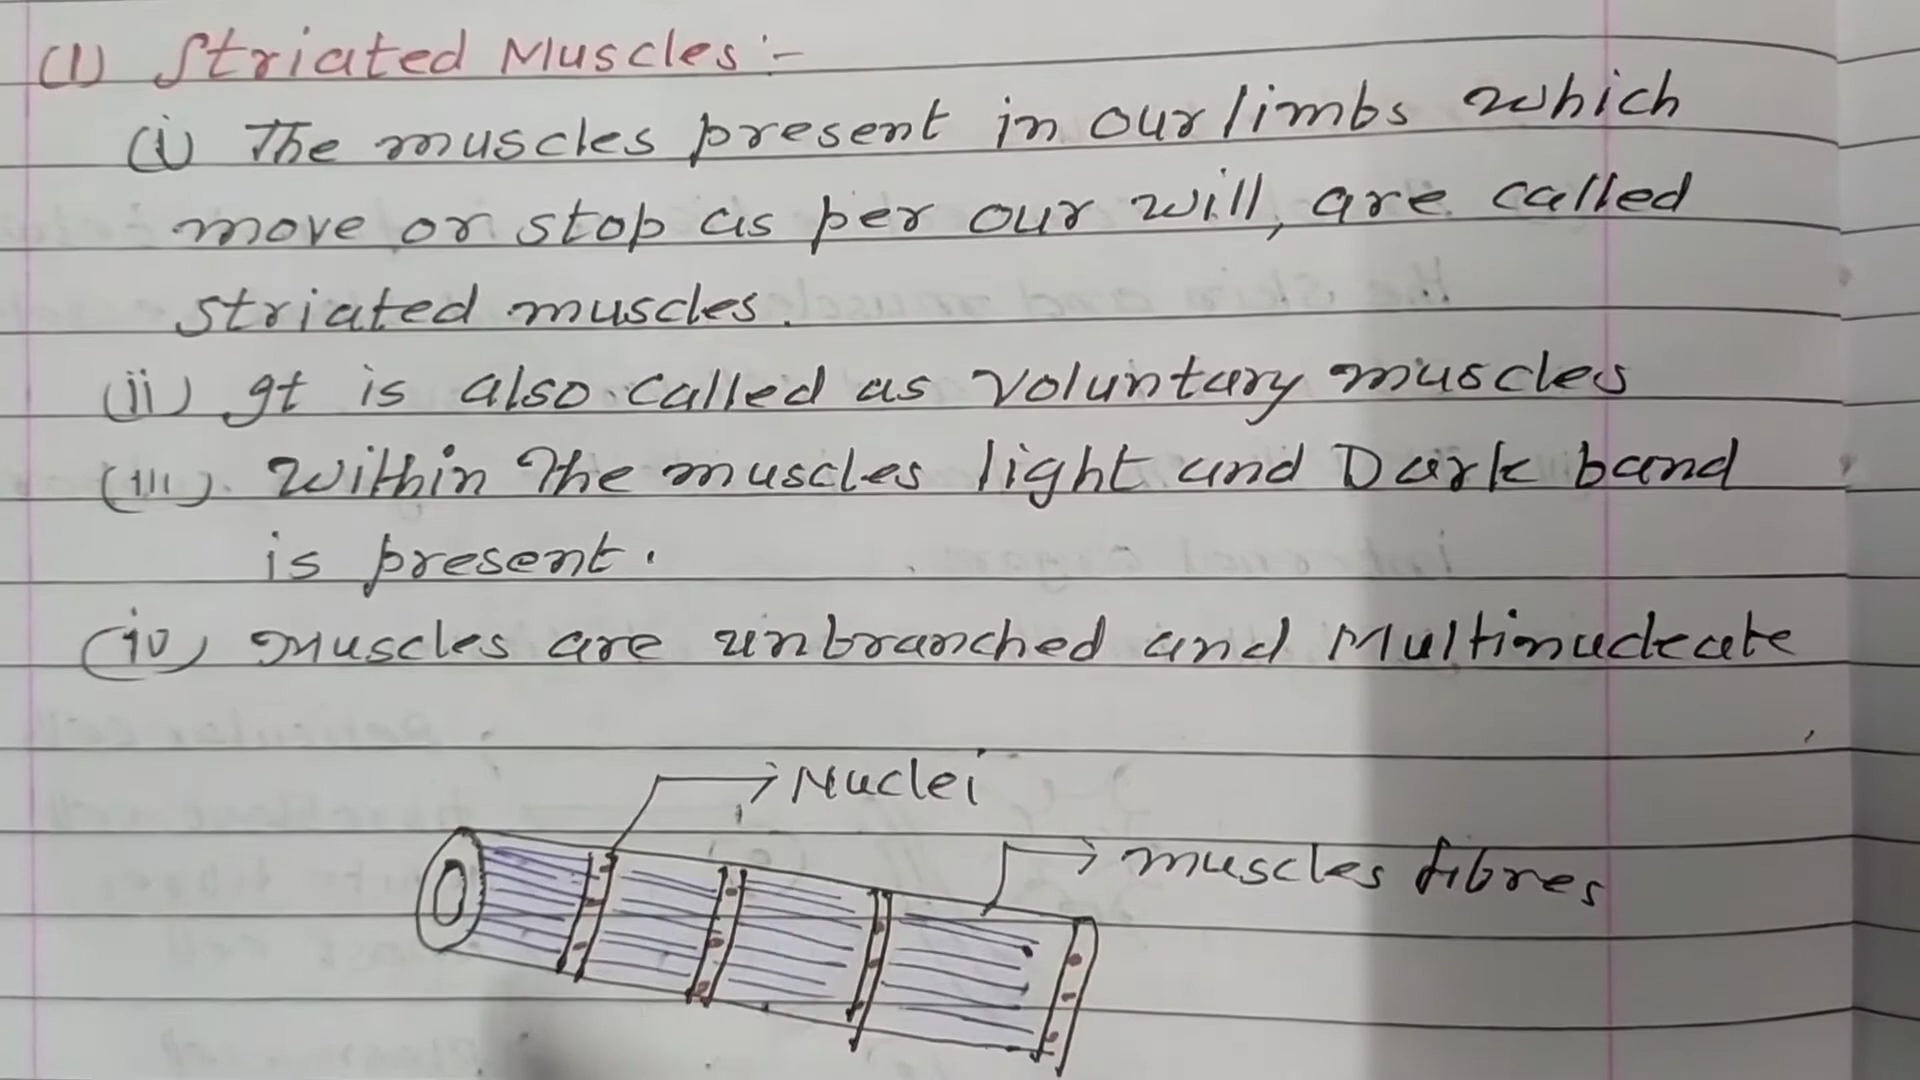 (1) Striated Muscles :-
(i) The muscles present in our limbs which
move or stop as per our will, are called
striated muscles.
(ii) It is also called as voluntary muscles
(iii). Within the muscles light and Dark band
is present.
(iv) Muscles are unbranched and Multinucleate
Nuclei
muscles fibres